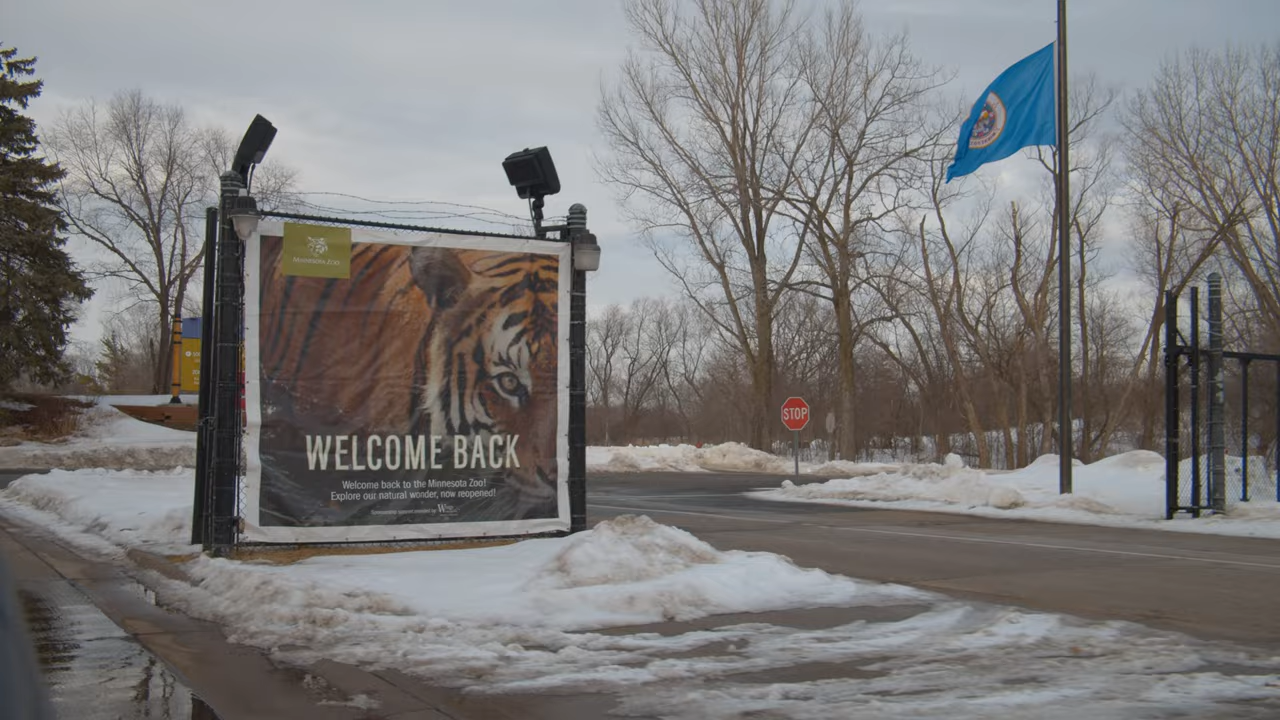 MINNESOTA ZOO
WELCOME BACK
Welcome back to the Minnesota Zoo!
Explore our natural wonder, now reopened!
STOP